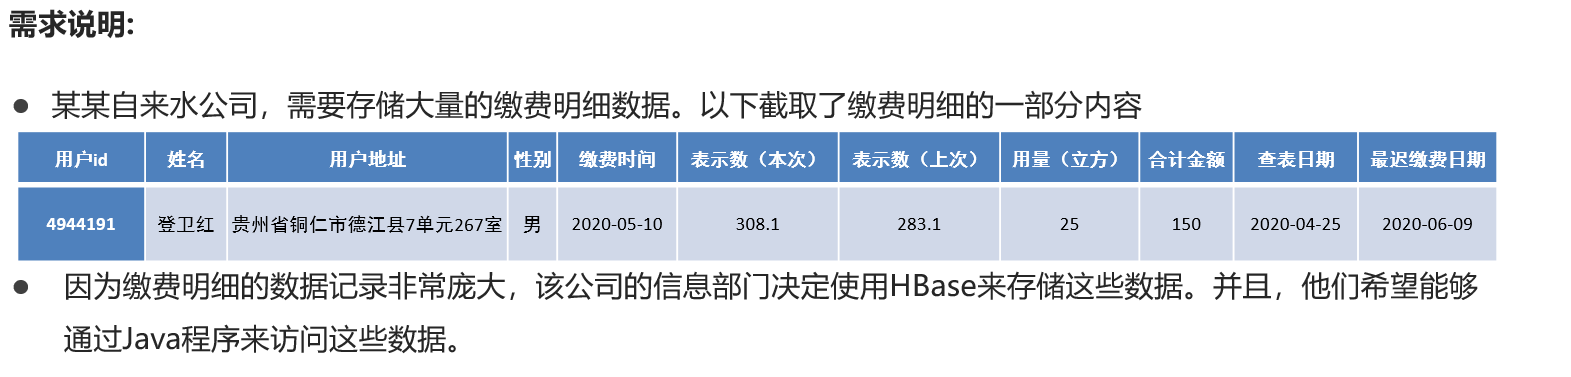 需求说明:
● 某某自来水公司，需要存储大量的缴费明细数据。以下截取了缴费明细的一部分内容
用户id 姓名 用户地址 性别 缴费时间 表示数（本次） 表示数（上次） 用量（立方） 合计金额 查表日期 最迟缴费日期
4944191 登卫红 贵州省铜仁市德江县7单元267室 男 2020-05-10 308.1 283.1 25 150 2020-04-25 2020-06-09
● 因为缴费明细的数据记录非常庞大，该公司的信息部门决定使用HBase来存储这些数据。并且，他们希望能够
通过Java程序来访问这些数据。